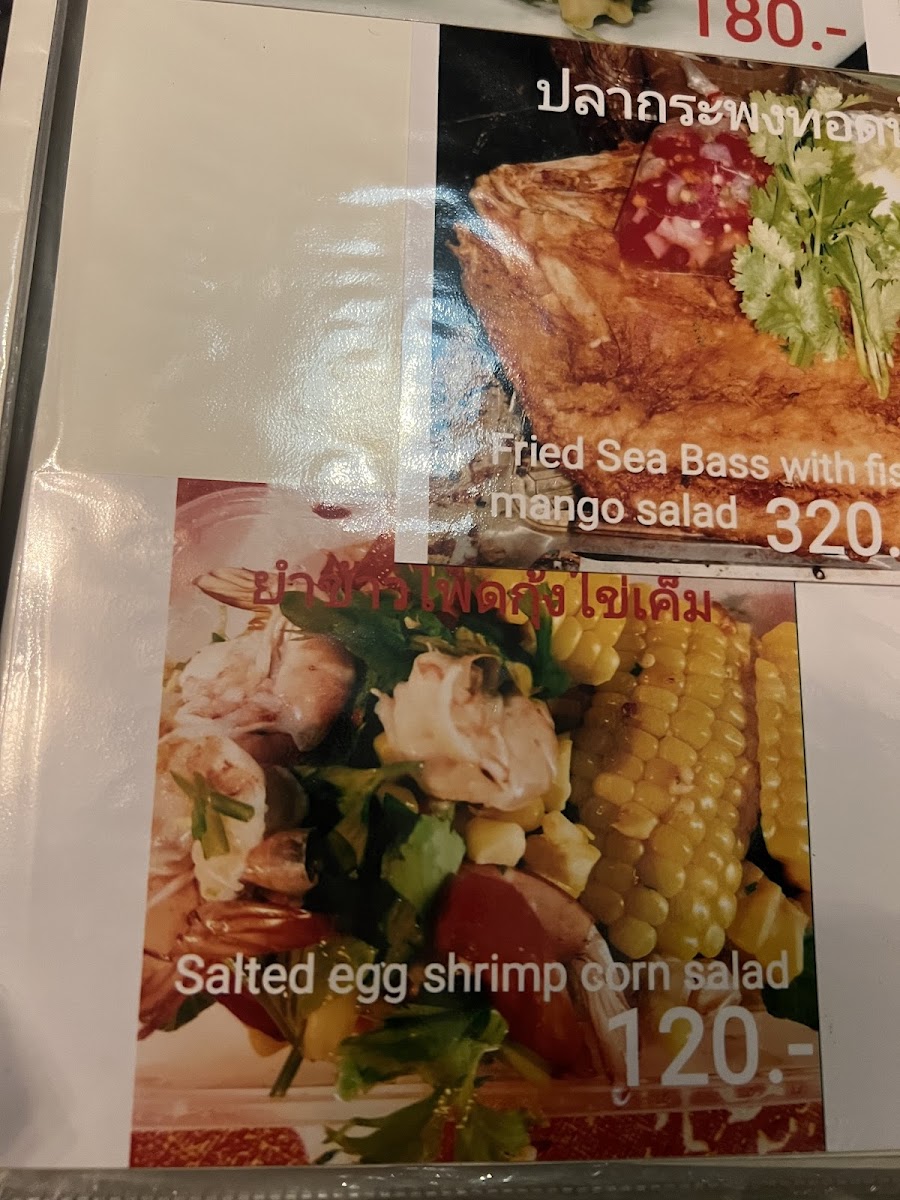 180.-
ปลากระพงทอด
Fried Sea Bass with
mango salad 320.
ยำข้าวโพดกุ้งไข่เค็ม
Salted egg shrimp corn salad
120.-